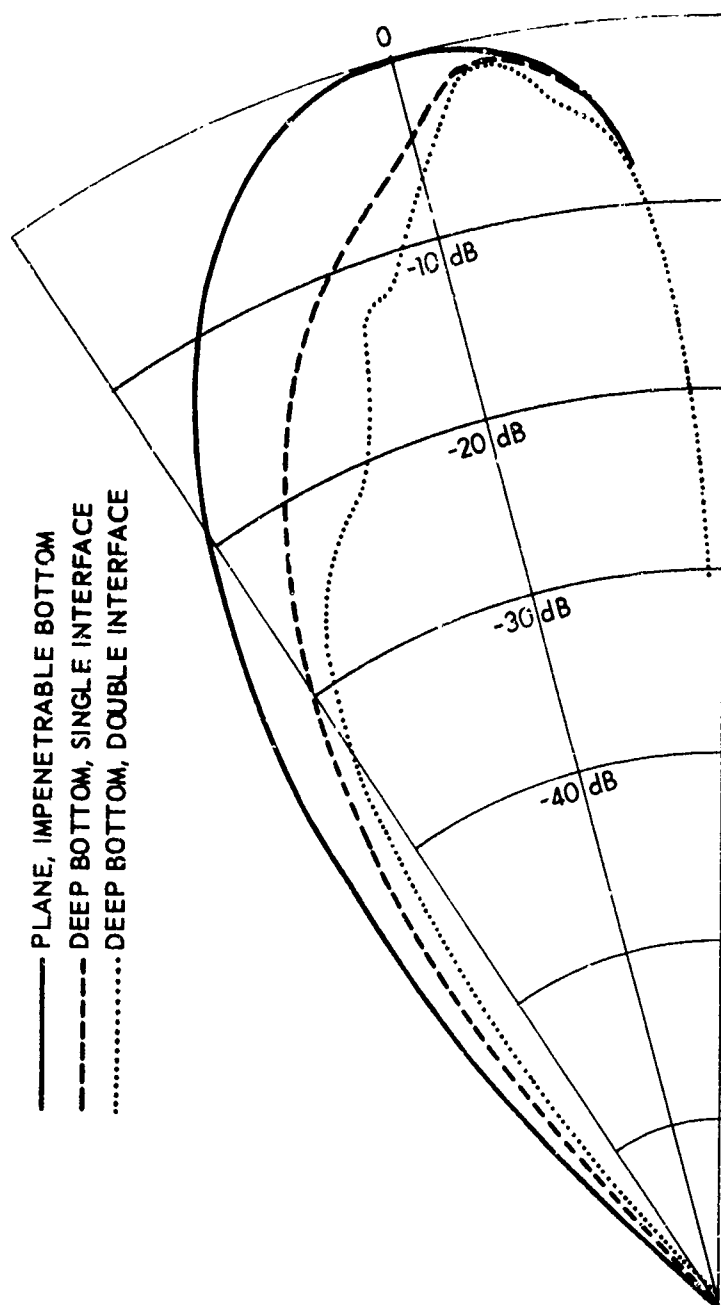 PLANE, IMPENETRABLE BOTTOM
DEEP BOTTOM, SINGLE INTERFACE
DEEP BOTTOM, DOUBLE INTERFACE
0
-10 dB
-20 dB
-30 dB
-40 dB